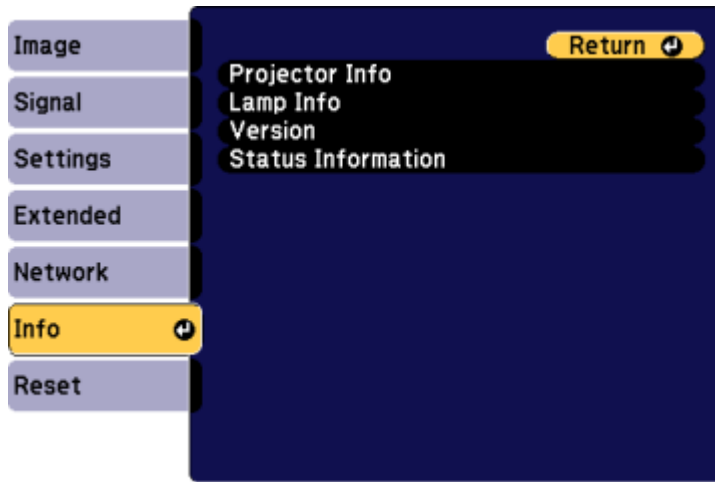 Image
Signal
Settings
Extended
Network
Info
Reset
Return
Projector Info
Lamp Info
Version
Status Information